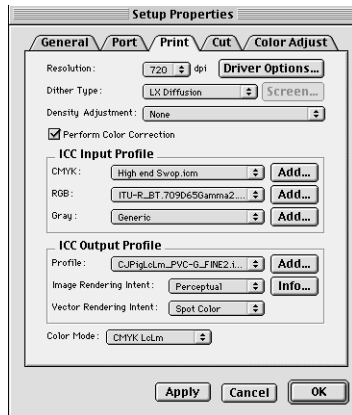 Setup Properties
General Port Print Cut Color Adjust
Resolution: 720 dpi Driver Options...
Dither Type: LX Diffusion Screen...
Density Adjustment: None
Perform Color Correction
ICC Input Profile
CMYK: High end Swop.icm Add...
RGB: ITU-R_BT.709D65Gamma2.... Add...
Gray: Generic Add...
ICC Output Profile
Profile: CJPigLcLm_PVC-G_FINE2.i... Add...
Image Rendering Intent: Perceptual Info...
Vector Rendering Intent: Spot Color
Color Mode: CMYK LcLm
Apply Cancel OK